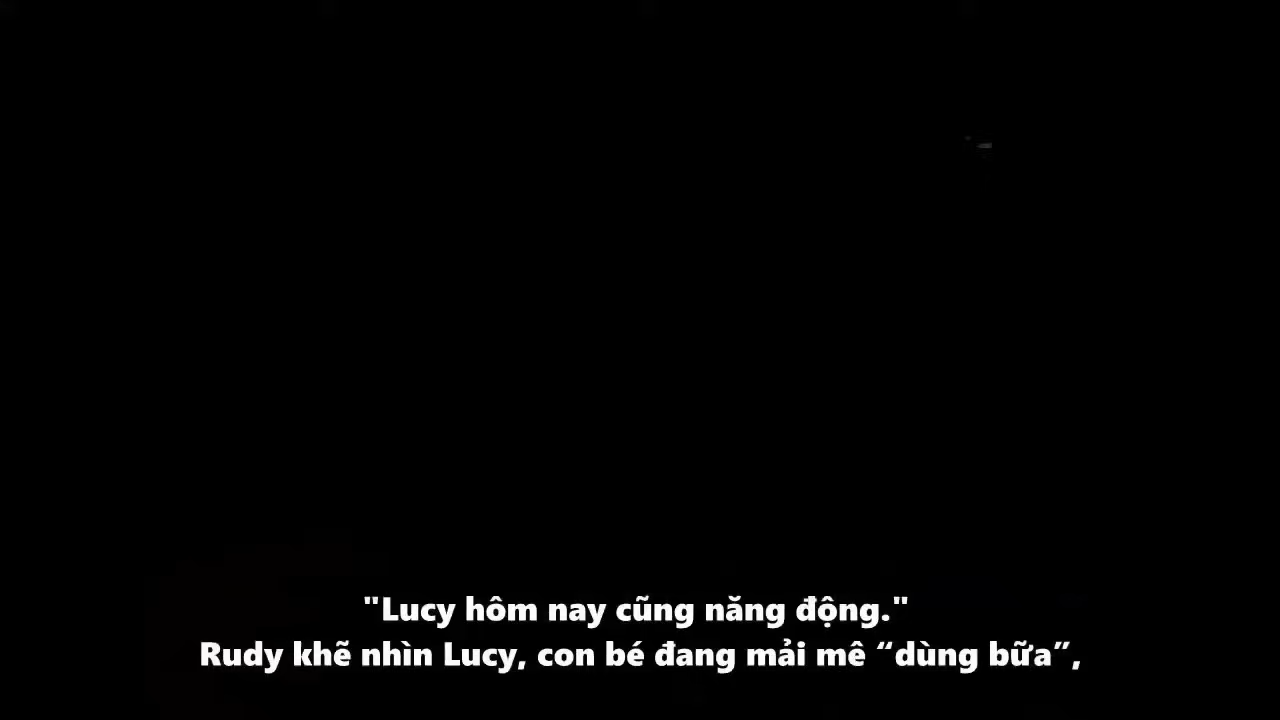 "Lucy hôm nay cũng năng động."
Rudy khẽ nhìn Lucy, con bé đang mải mê “dùng bữa”,